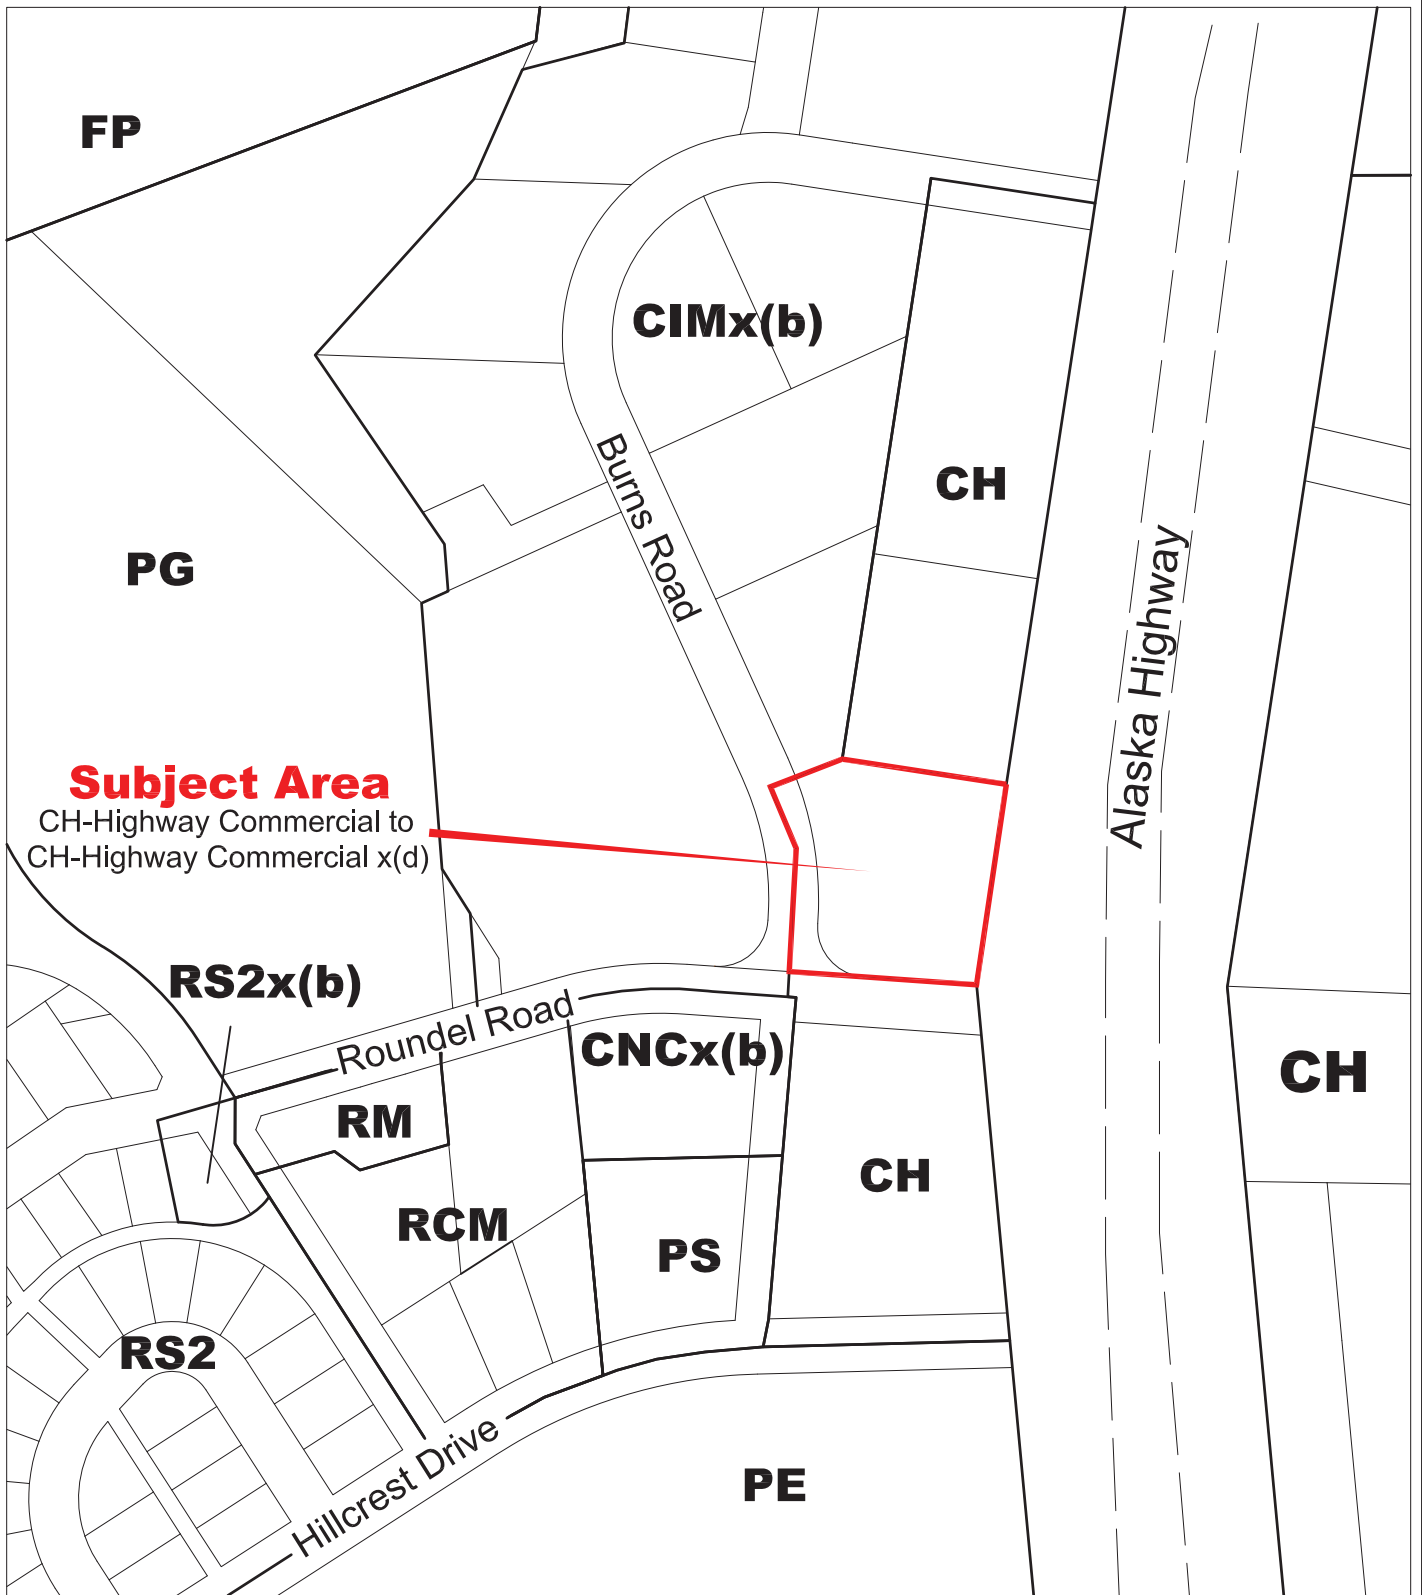 FP
CIMx(b)
Burns Road
CH
PG
Alaska Highway
Subject Area
CH-Highway Commercial to
CH-Highway Commercial x(d)
RS2x(b)
Roundel Road
CNCx(b)
CH
RM
CH
RCM
PS
RS2
Hillcrest Drive
PE